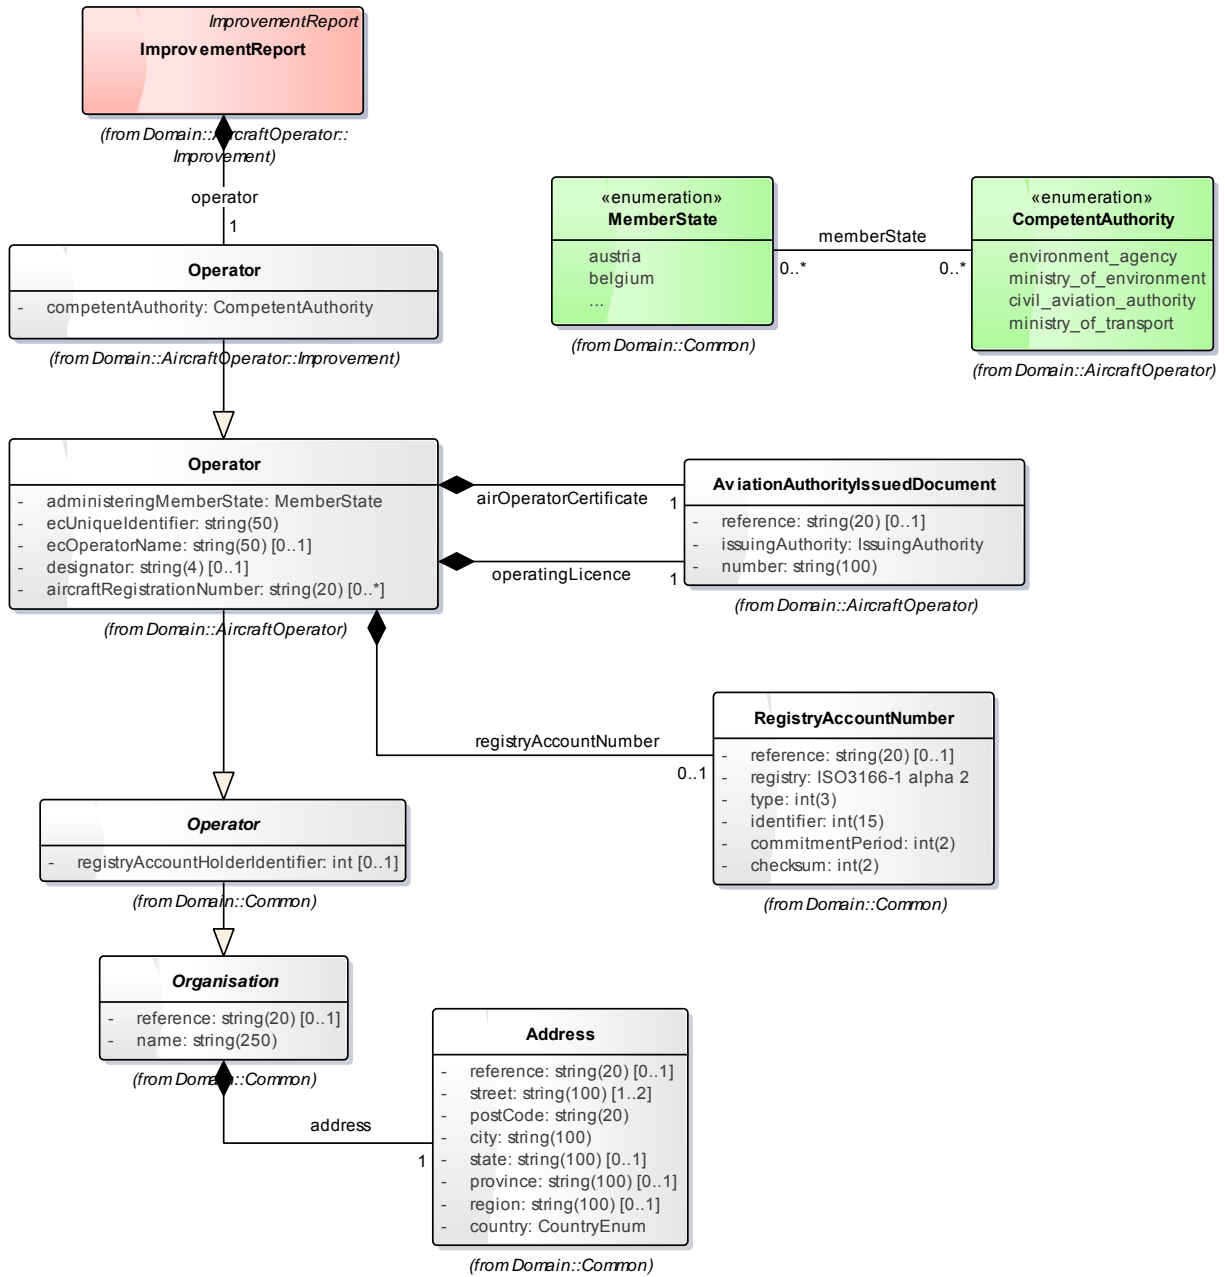 ImprovementReport
ImprovementReport
(from Domain::AircraftOperator::
Improvement)
operator
1
Operator
- competentAuthority: CompetentAuthority
(from Domain::AircraftOperator::Improvement)
«enumeration»
MemberState
austria
belgium
...
(from Domain::Common)
memberState
0..*
0..*
«enumeration»
CompetentAuthority
environment_agency
ministry_of_environment
civil_aviation_authority
ministry_of_transport
(from Domain::AircraftOperator)
Operator
- administeringMemberState: MemberState
- ecUniqueIdentifier: string(50)
- ecOperatorName: string(50) [0..1]
- designator: string(4) [0..1]
- aircraftRegistrationNumber: string(20) [0..*]
(from Domain::AircraftOperator)
airOperatorCertificate
1
operatingLicence
1
AviationAuthorityIssuedDocument
- reference: string(20) [0..1]
- issuingAuthority: IssuingAuthority
- number: string(100)
(from Domain::AircraftOperator)
registryAccountNumber
0..1
RegistryAccountNumber
- reference: string(20) [0..1]
- registry: ISO3166-1 alpha 2
- type: int(3)
- identifier: int(15)
- commitmentPeriod: int(2)
- checksum: int(2)
(from Domain::Common)
Operator
- registryAccountHolderIdentifier: int [0..1]
(from Domain::Common)
Organisation
- reference: string(20) [0..1]
- name: string(250)
(from Domain::Common)
address
1
Address
- reference: string(20) [0..1]
- street: string(100) [1..2]
- postCode: string(20)
- city: string(100)
- state: string(100) [0..1]
- province: string(100) [0..1]
- region: string(100) [0..1]
- country: CountryEnum
(from Domain::Common)